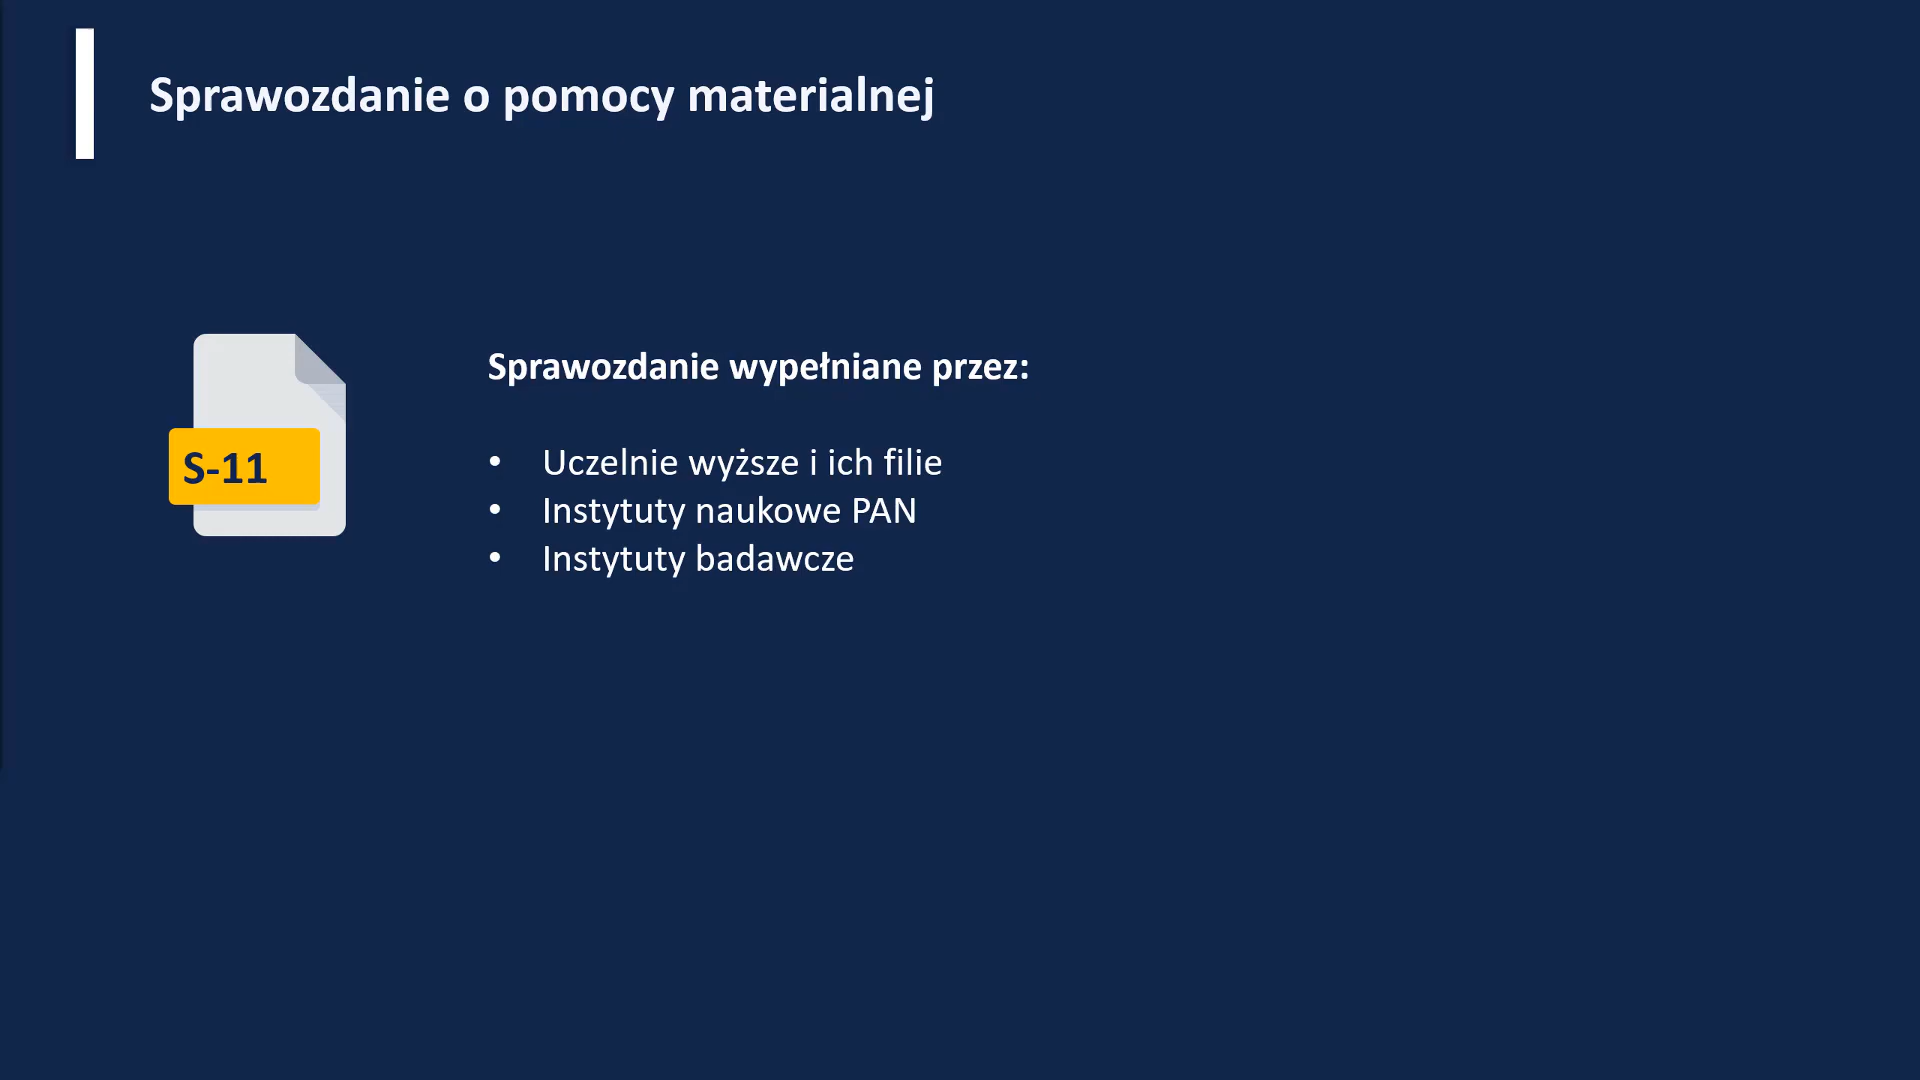 Sprawozdanie o pomocy materialnej
S-11
Sprawozdanie wypełniane przez:
• Uczelnie wyższe i ich filie
• Instytuty naukowe PAN
• Instytuty badawcze